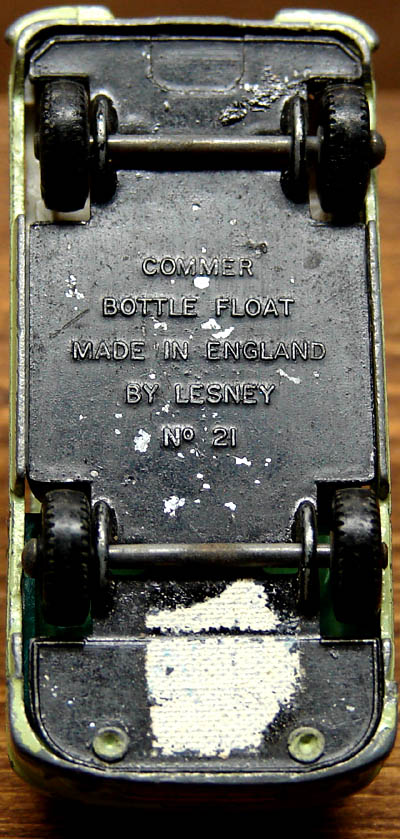 COMMER
BOTTLE FLOAT
MADE IN ENGLAND
BY LESNEY
Nº 21